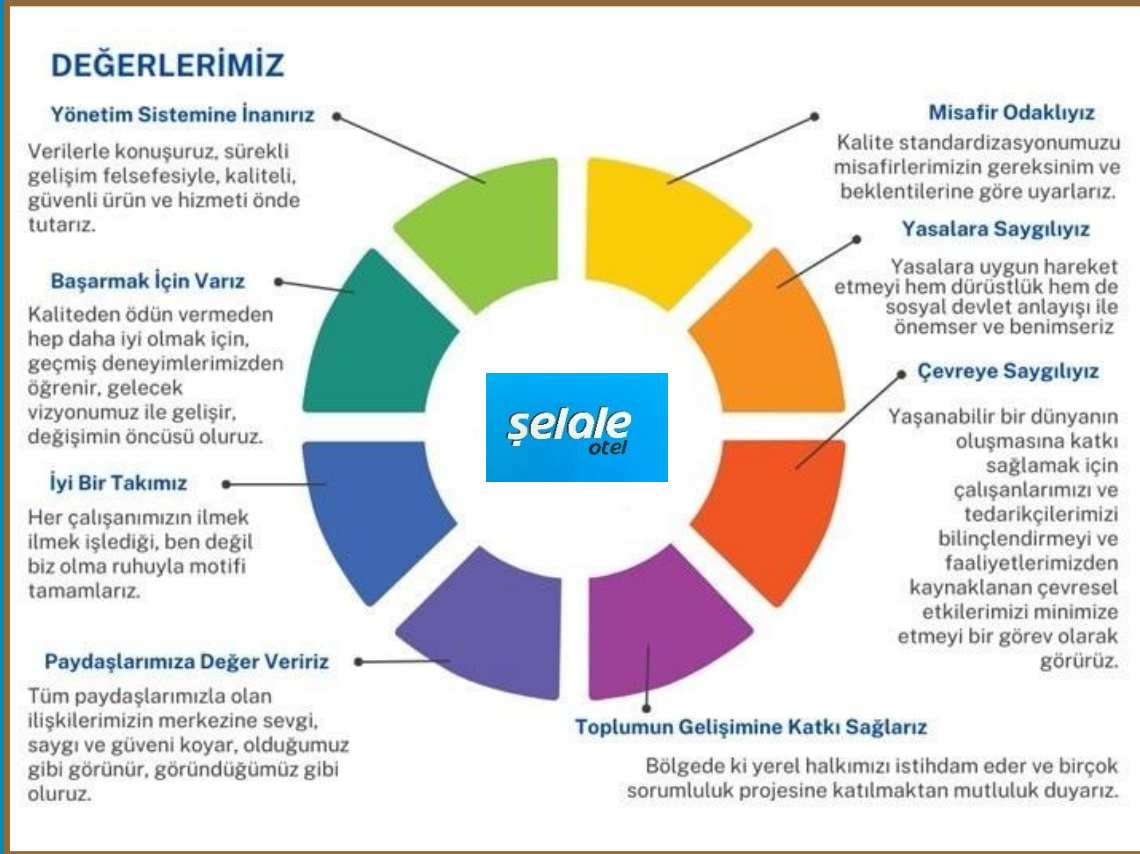 DEĞERLERİMİZ
Yönetim Sistemine İnanırız
Verilerle konuşuruz, sürekli
gelişim felsefesiyle, kaliteli,
güvenli ürün ve hizmeti önde
tutarız.
Başarmak İçin Varız
Kaliteden ödün vermeden
hep daha iyi olmak için,
geçmiş deneyimlerimizden
öğrenir, gelecek
vizyonumuz ile gelişir,
değişimin öncüsü oluruz.
İyi Bir Takımız
Her çalışanımızın ilmek
ilmek işlediği, ben değil
biz olma ruhuyla motifi
tamamlarız.
Paydaşlarımıza Değer Veririz
Tüm paydaşlarımızla olan
ilişkilerimizin merkezine sevgi,
saygı ve güveni koyar, olduğumuz
gibi görünür, göründüğümüz gibi
oluruz.
şelale
otel
Misafir Odaklıyız
Kalite standardizasyonumuzu
misafirlerimizin gereksinim ve
beklentilerine göre uyarlarız.
Yasalara Saygılıyız
Yasalara uygun hareket
etmeyi hem dürüstlük hem de
sosyal devlet anlayışı ile
önemser ve benimseriz
Çevreye Saygılıyız
Yaşanabilir bir dünyanın
oluşmasına katkı
sağlamak için
çalışanlarımızı ve
tedarikçilerimizi
bilinçlendirmeyi ve
faaliyetlerimizden
kaynaklanan çevresel
etkilerimizi minimize
etmeyi bir görev olarak
görürüz.
Toplumun Gelişimine Katkı Sağlarız
Bölgede ki yerel halkımızı istihdam eder ve birçok
sorumluluk projesine katılmaktan mutluluk duyarız.